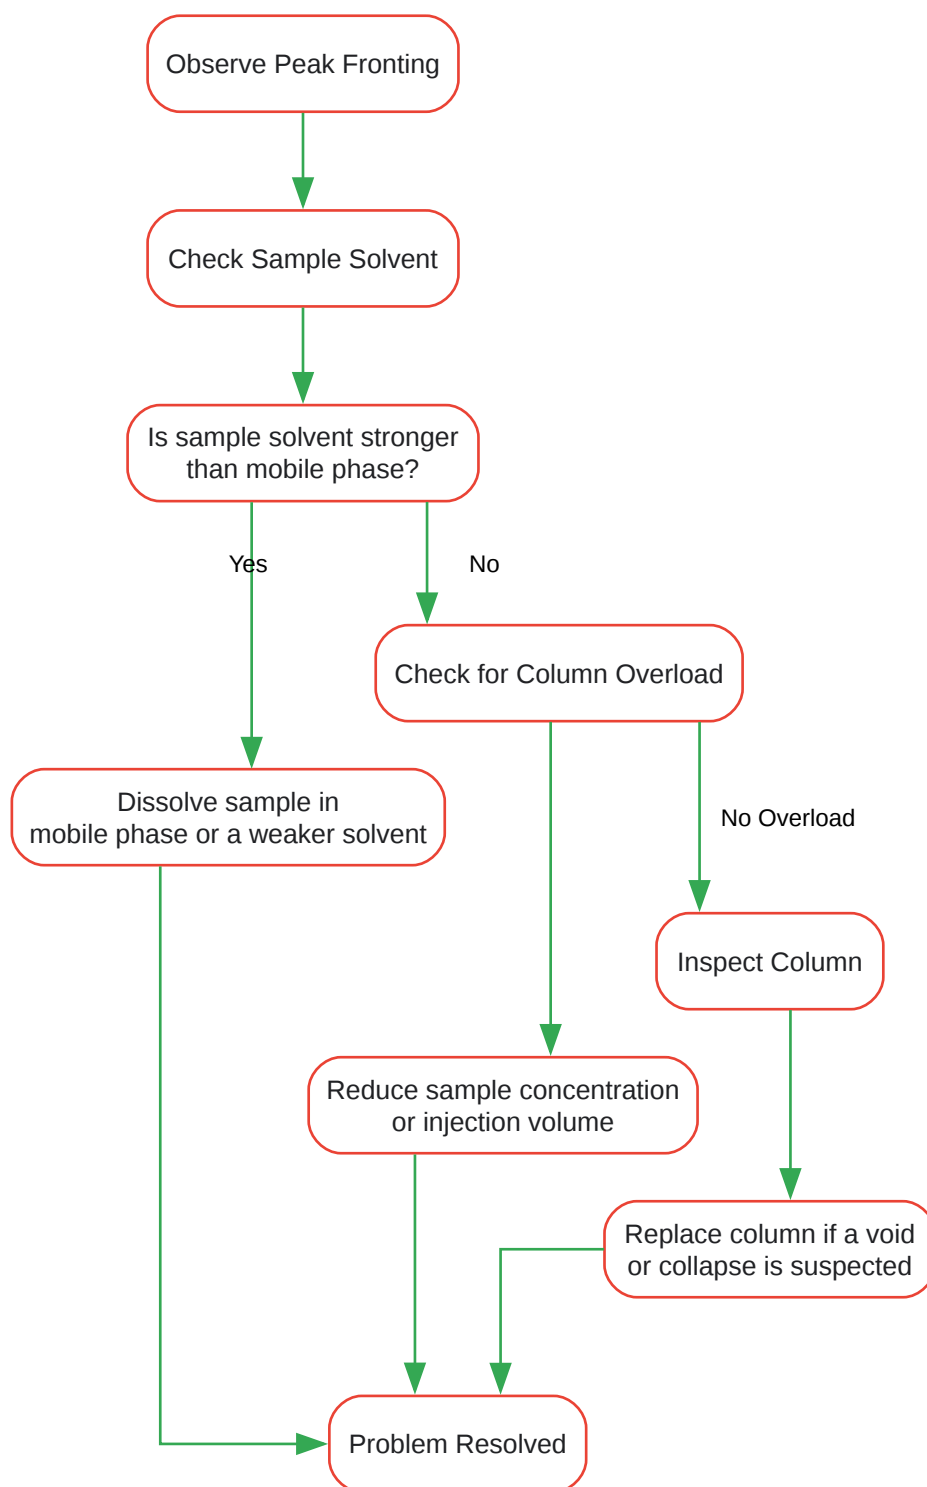 Observe Peak Fronting
Check Sample Solvent
Is sample solvent stronger
than mobile phase?
Yes
No
Check for Column Overload
Dissolve sample in
mobile phase or a weaker solvent
No Overload
Inspect Column
Reduce sample concentration
or injection volume
Replace column if a void
or collapse is suspected
Problem Resolved